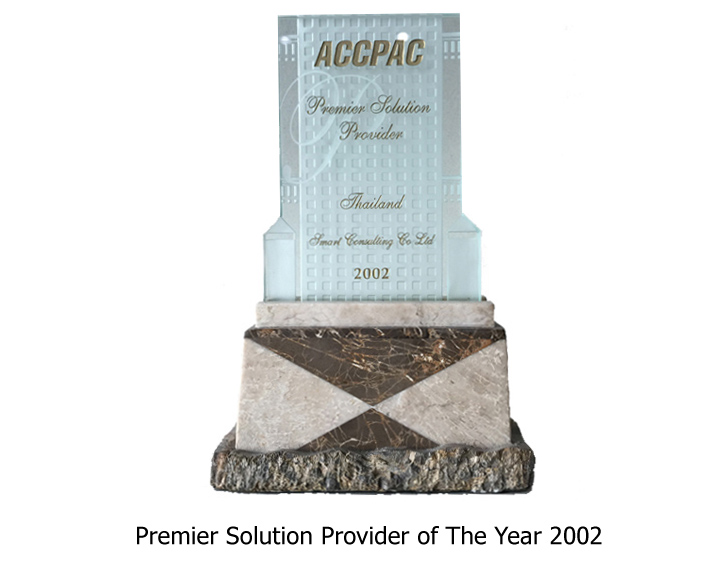 ACCPAC
Premier Solution
Provider
Thailand
Smart Consulting Co Ltd
2002
Premier Solution Provider of The Year 2002